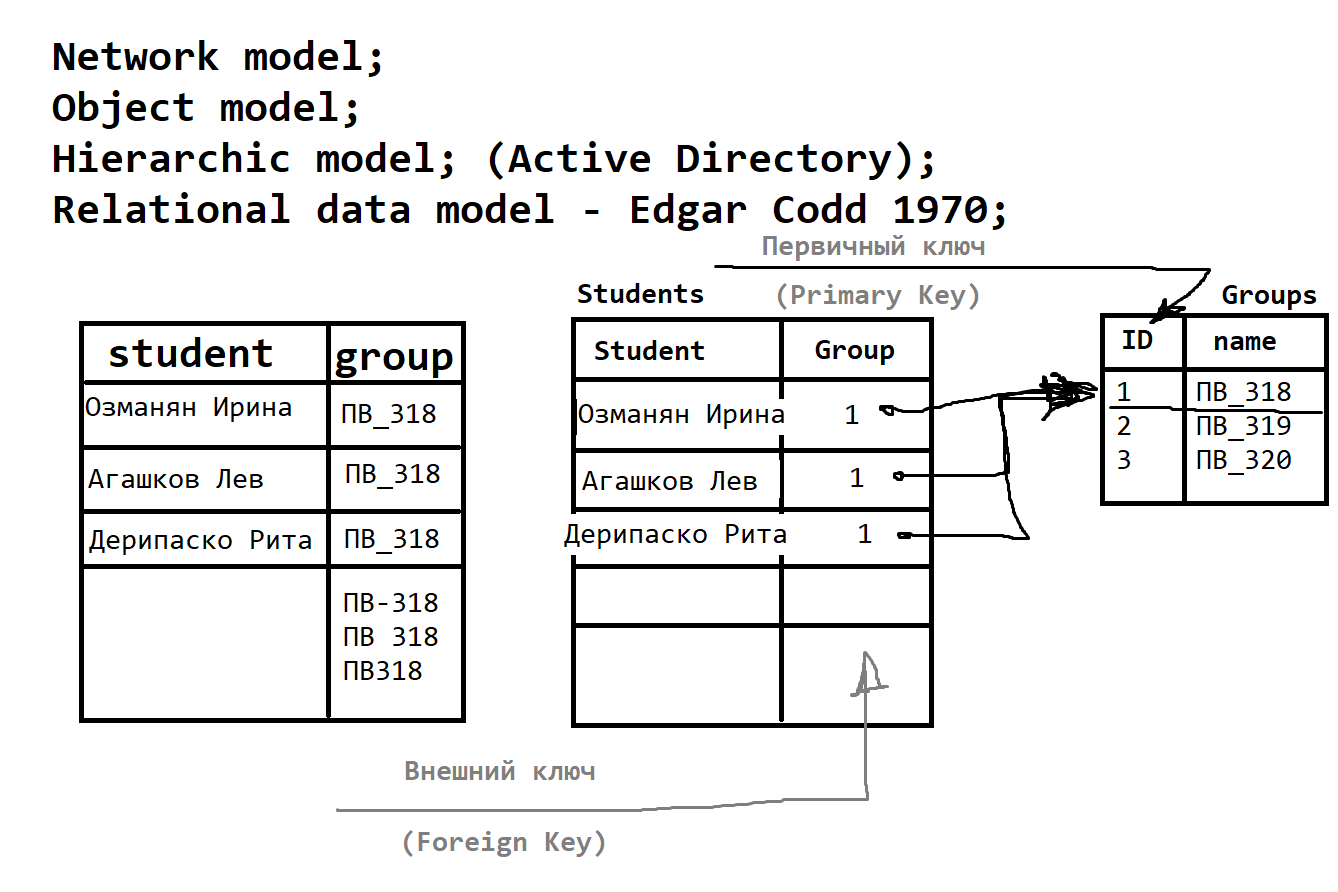 Network model;
Object model;
Hierarchic model; (Active Directory);
Relational data model - Edgar Codd 1970;
Первичный ключ
(Primary Key)
student group
Озманян Ирина ПВ_318
Агашков Лев ПВ_318
Дерипаско Рита ПВ_318
ПВ-318
ПВ 318
ПВ318
Students
Student Group
Озманян Ирина 1
Агашков Лев 1
Дерипаско Рита 1
Groups
ID name
1 ПВ_318
2 ПВ_319
3 ПВ_320
Внешний ключ
(Foreign Key)